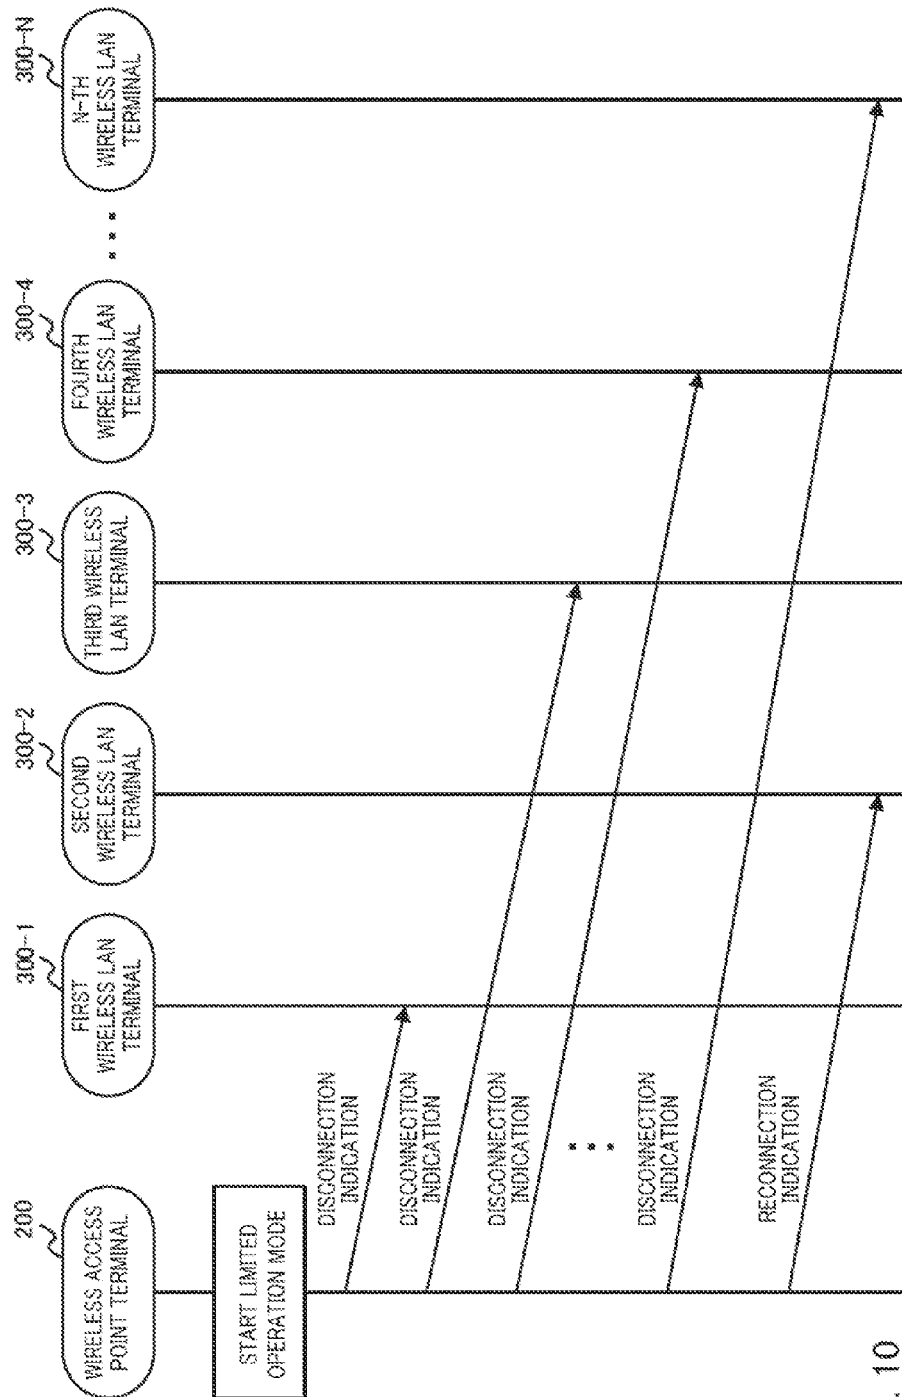 200
WIRELESS ACCESS
POINT TERMINAL
300-1
FIRST
WIRELESS LAN
TERMINAL
300-2
SECOND
WIRELESS LAN
TERMINAL
300-3
THIRD WIRELESS
LAN TERMINAL
300-4
FOURTH
WIRELESS LAN
TERMINAL
...
300-N
N-TH
WIRELESS LAN
TERMINAL
START LIMITED
OPERATION MODE
DISCONNECTION
INDICATION
DISCONNECTION
INDICATION
DISCONNECTION
INDICATION
...
DISCONNECTION
INDICATION
RECONNECTION
INDICATION
. 10